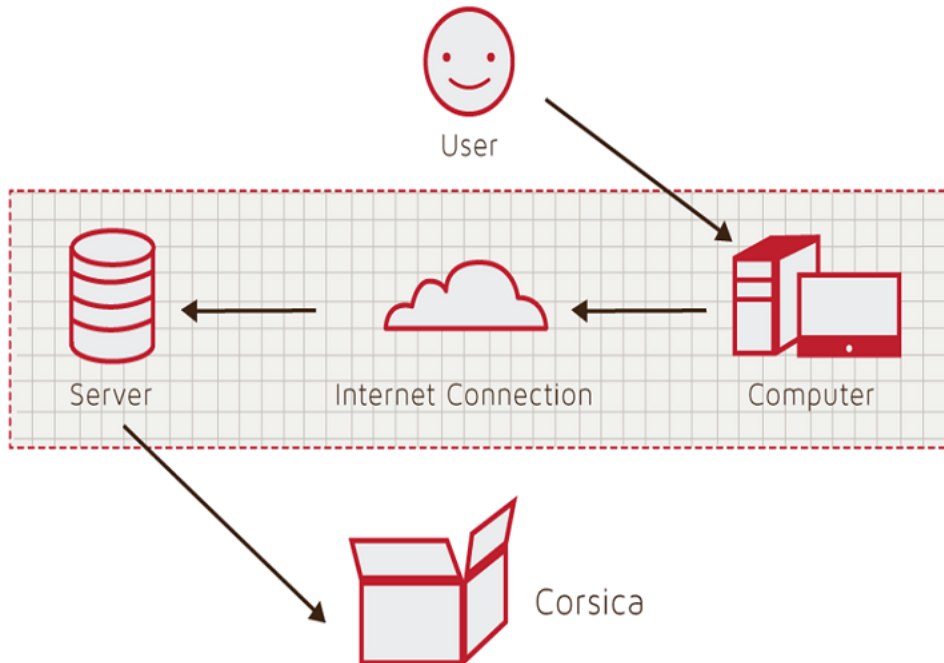 User
Server
Internet Connection
Computer
Corsica